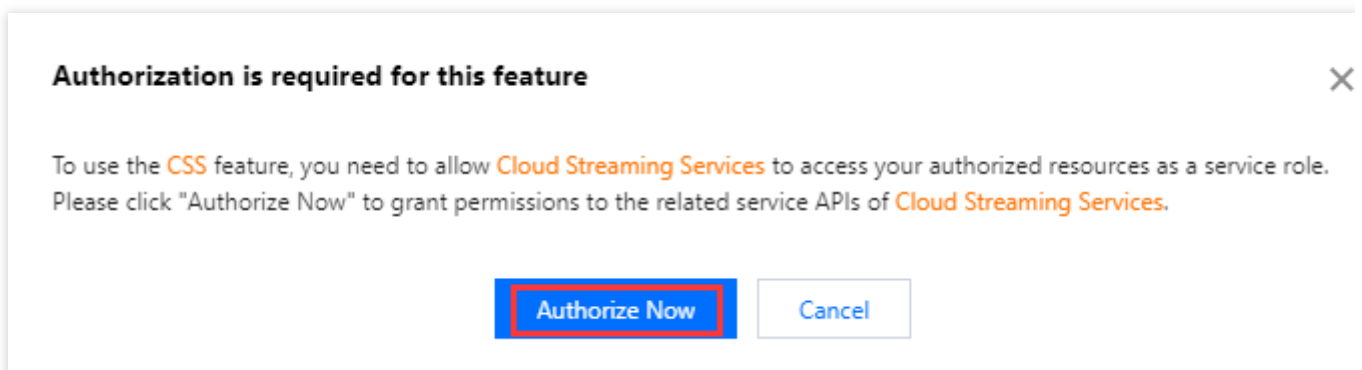 Authorization is required for this feature
To use the CSS feature, you need to allow Cloud Streaming Services to access your authorized resources as a service role.
Please click "Authorize Now" to grant permissions to the related service APIs of Cloud Streaming Services.
Authorize Now Cancel